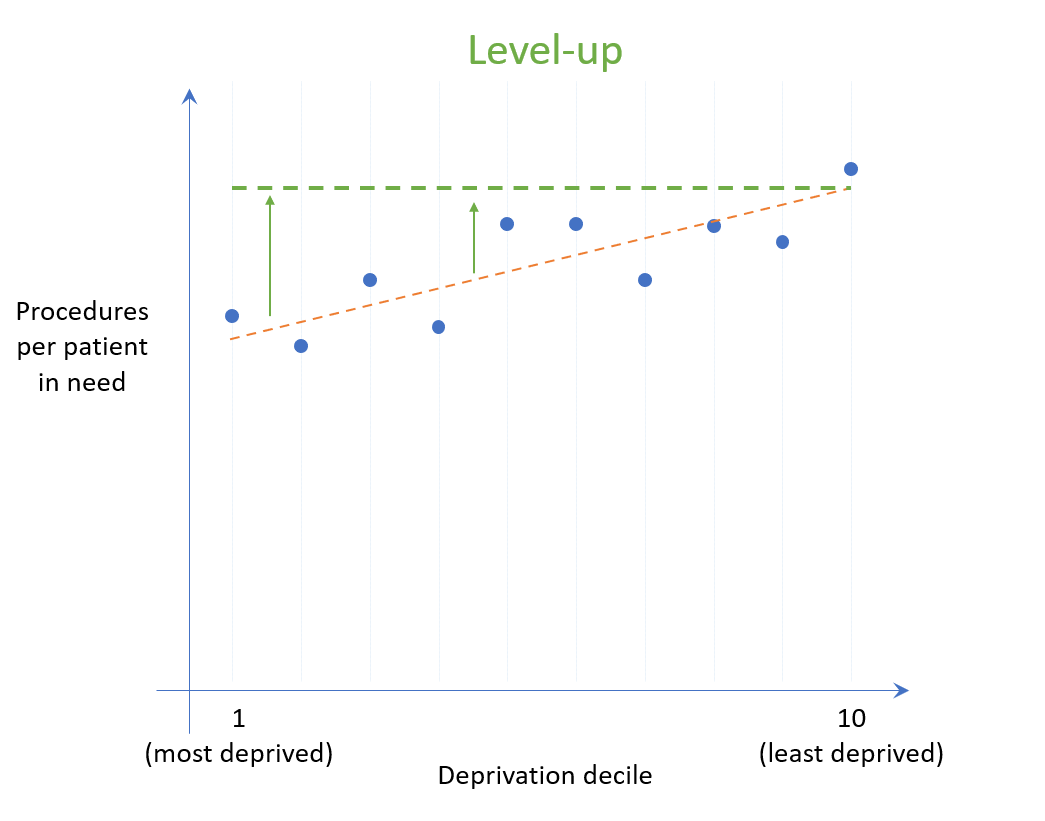 Level-up
Procedures
per patient
in need
1
(most deprived)
10
(least deprived)
Deprivation decile